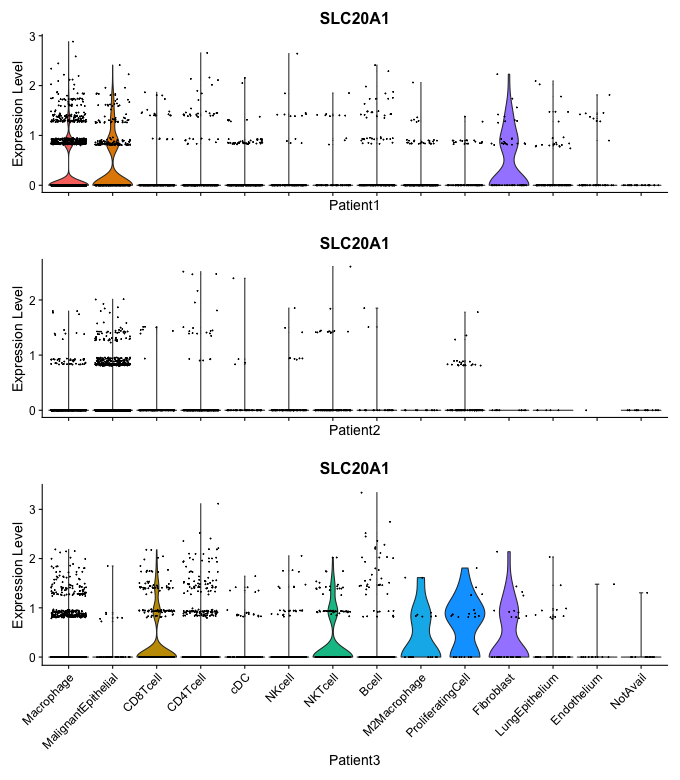 SLC20A1
Expression Level
3
2
1
0
Patient1
SLC20A1
Expression Level
2
1
0
Patient2
SLC20A1
Expression Level
3
2
1
0
Macrophage
MalignantEpithelial
CD8Tcell
CD4Tcell
cDC
NKcell
NKTcell
Bcell
M2Macrophage
ProliferatingCell
Fibroblast
LungEpithelium
Endothelium
NotAvail
Patient3